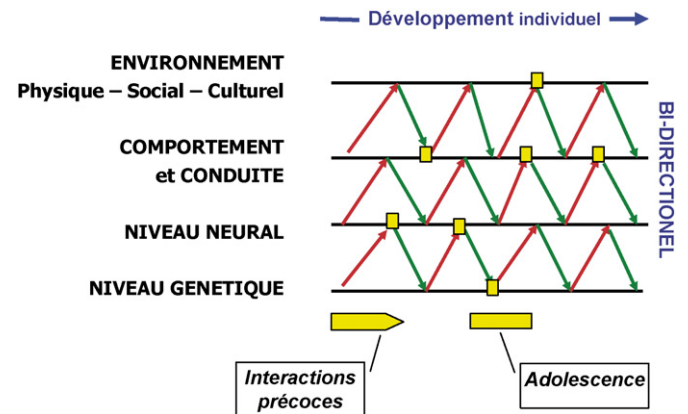 Développement individuel
ENVIRONNEMENT
Physique – Social – Culturel
COMPORTEMENT
et CONDUITE
NIVEAU NEURAL
NIVEAU GENETIQUE
BI-DIRECTIONEL
Interactions
précoces
Adolescence